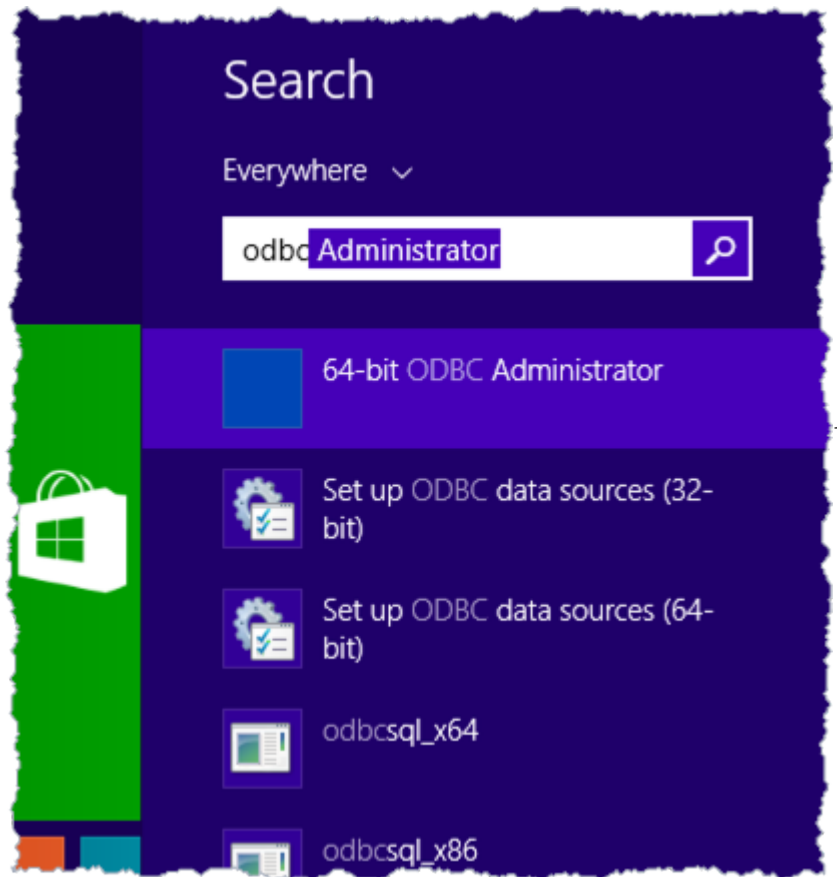 Search
Everywhere
odbc Administrator
64-bit ODBC Administrator
Set up ODBC data sources (32-
bit)
Set up ODBC data sources (64-
bit)
odbcsql_x64
odbcsql_x86